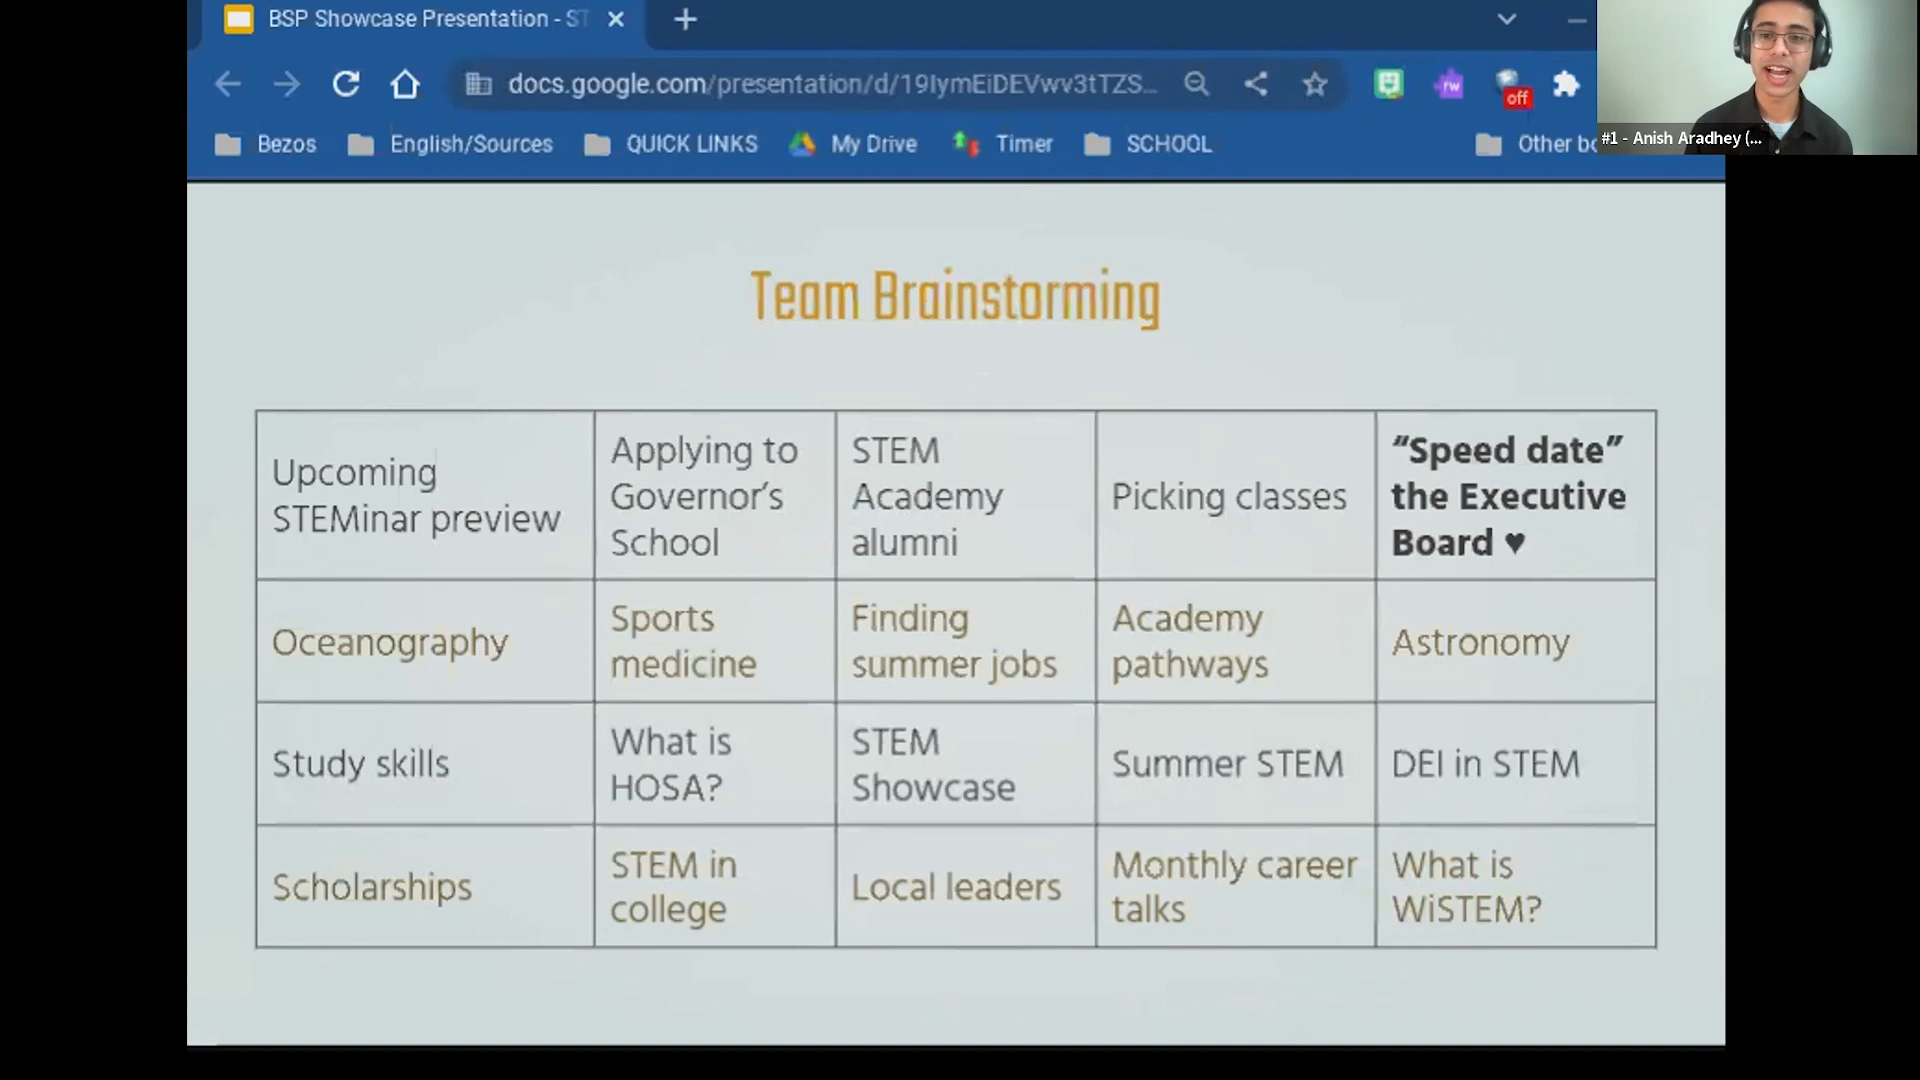 BSP Showcase Presentation - ST
docs.google.com/presentation/d/19IymEiDEVwv3tTZS...
rw
off
Bezos
English/Sources
QUICK LINKS
My Drive
Timer
SCHOOL
Other bo
#1 - Anish Aradhey (...
Team Brainstorming
Upcoming
STEMinar preview
Applying to
Governor's
School
STEM
Academy
alumni
Picking classes
“Speed date”
the Executive
Board ♥
Oceanography
Sports
medicine
Finding
summer jobs
Academy
pathways
Astronomy
Study skills
What is
HOSA?
STEM
Showcase
Summer STEM
DEI in STEM
Scholarships
STEM in
college
Local leaders
Monthly career
talks
What is
WiSTEM?